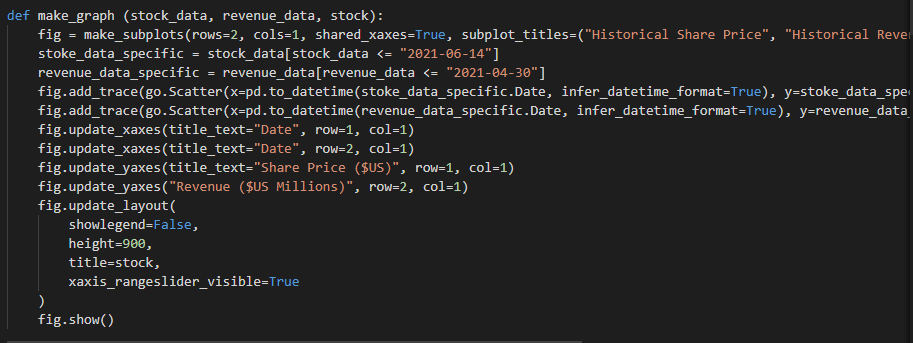 def make_graph (stock_data, revenue_data, stock):
    fig = make_subplots(rows=2, cols=1, shared_xaxes=True, subplot_titles=("Historical Share Price", "Historical
    stoke_data_specific = stock_data[stock_data <= "2021-06-14"]
    revenue_data_specific = revenue_data[revenue_data <= "2021-04-30"]
    fig.add_trace(go.Scatter(x=pd.to_datetime(stoke_data_specific.Date, infer_datetime_format=True), y=stoke_data_spe
    fig.add_trace(go.Scatter(x=pd.to_datetime(revenue_data_specific.Date, infer_datetime_format=True), y=revenue_data_
    fig.update_xaxes(title_text="Date", row=1, col=1)
    fig.update_xaxes(title_text="Date", row=2, col=1)
    fig.update_yaxes(title_text="Share Price ($US)", row=1, col=1)
    fig.update_yaxes("Revenue ($US Millions)", row=2, col=1)
    fig.update_layout(
        showlegend=False,
        height=900,
        title=stock,
        xaxis_rangeslider_visible=True
    )
    fig.show()